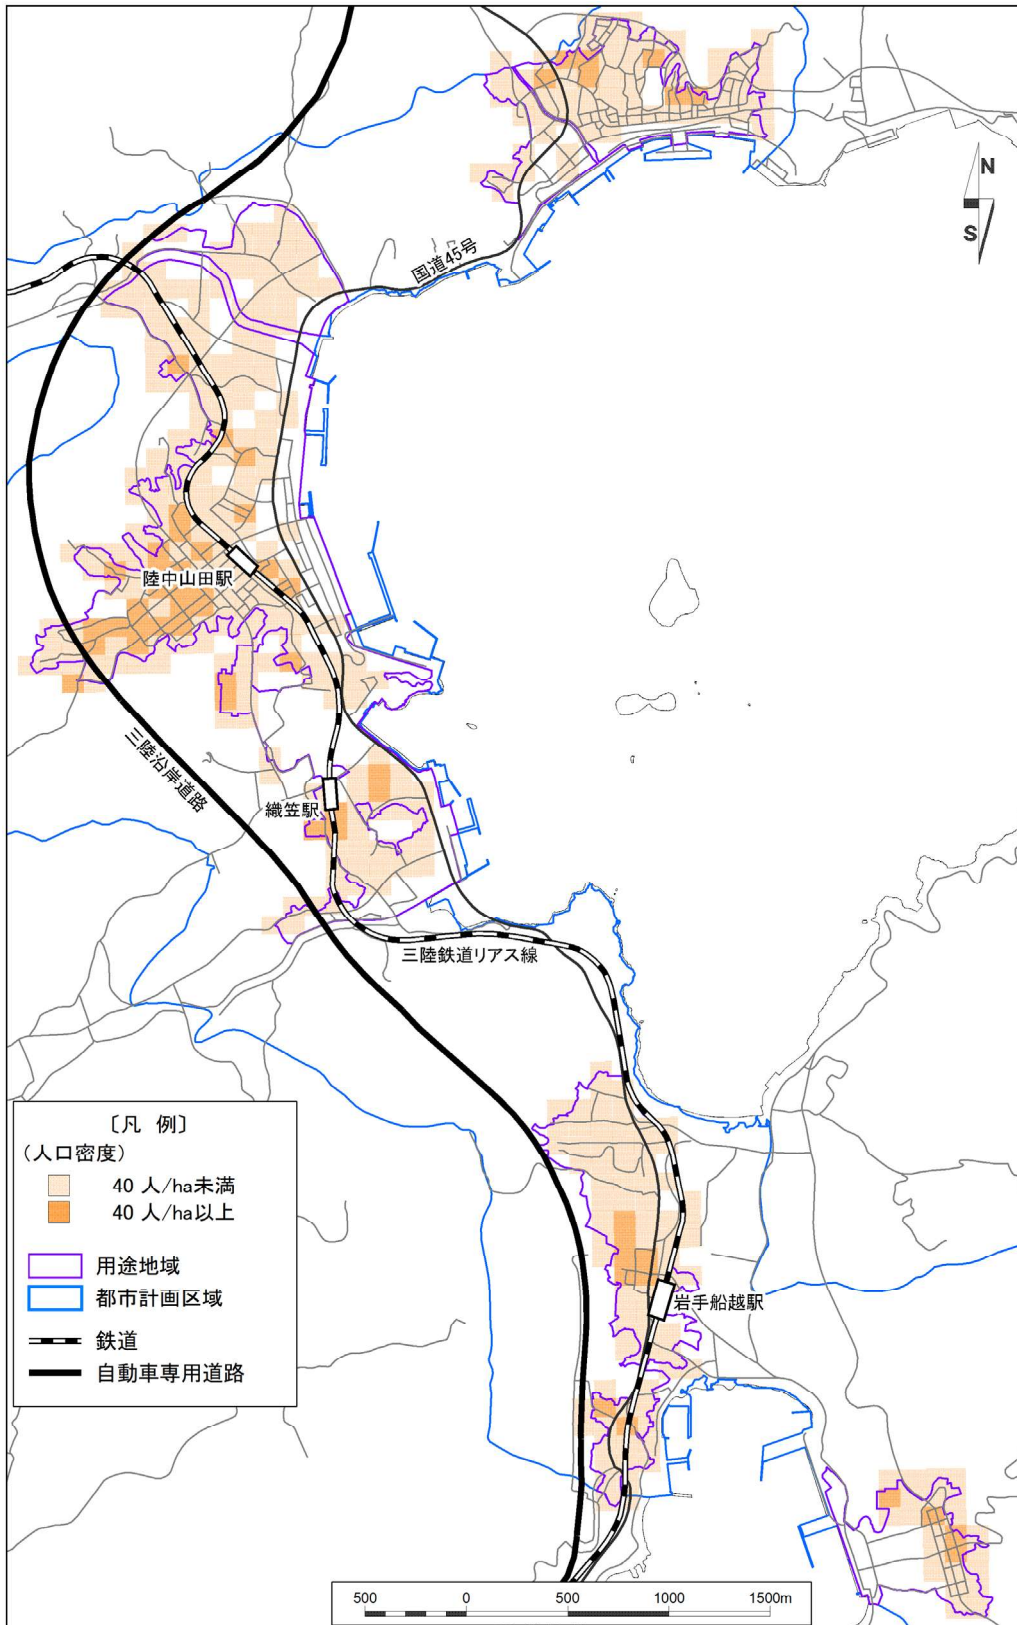 N
S
国道45号
陸中山田駅
三陸沿岸道路
織笠駅
三陸鉄道リアス線
〔凡 例〕
(人口密度)
40 人/ha未満
40 人/ha以上
用途地域
都市計画区域
鉄道
自動車専用道路
岩手船越駅
500 0 500 1000 1500m